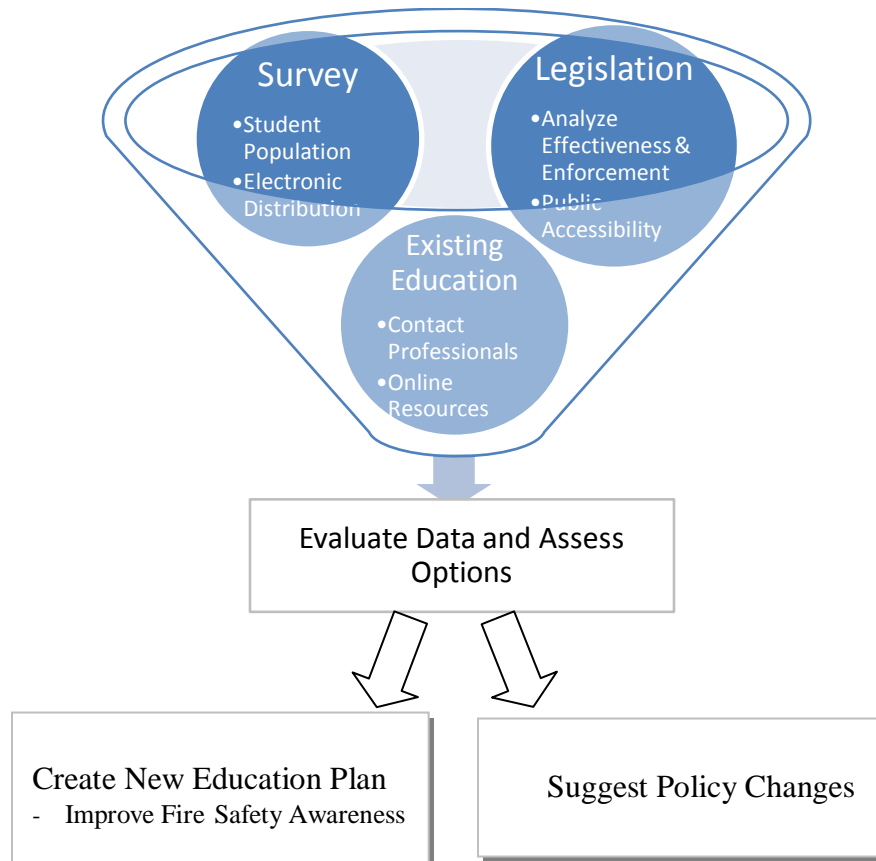 Survey
•Student
Population
•Electronic
Distribution
Legislation
•Analyze
Effectiveness &
Enforcement
•Public
Accessibility
Existing
Education
•Contact
Professionals
•Online
Resources
Evaluate Data and Assess
Options
Create New Education Plan
- Improve Fire Safety Awareness
Suggest Policy Changes